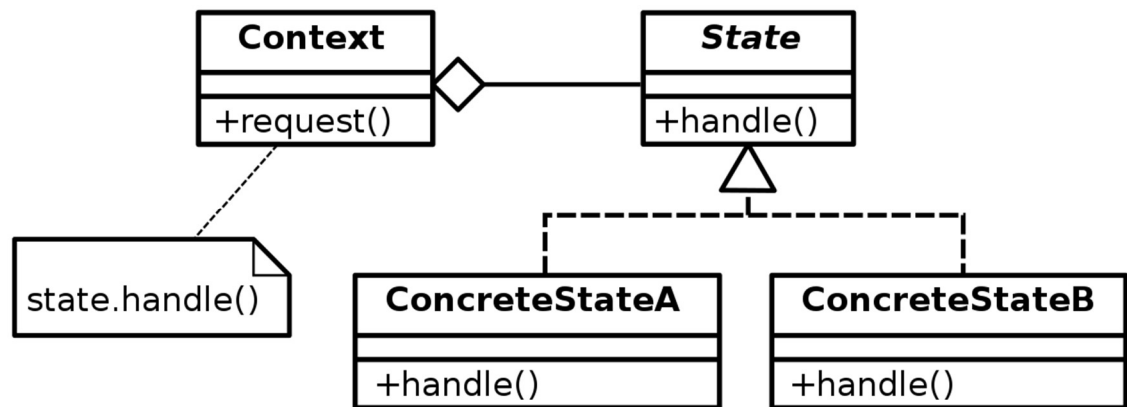 Context
+request()
State
+handle()
state.handle()
ConcreteStateA
+handle()
ConcreteStateB
+handle()